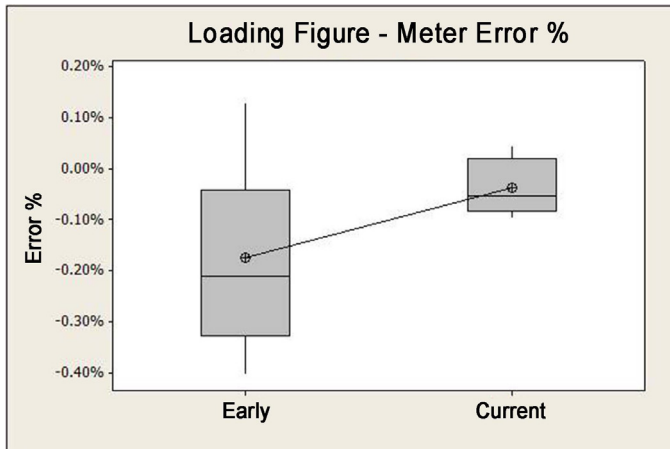 Loading Figure - Meter Error %
0.20%
0.10%
0.00%
-0.10%
-0.20%
-0.30%
-0.40%
Error %
Early Current